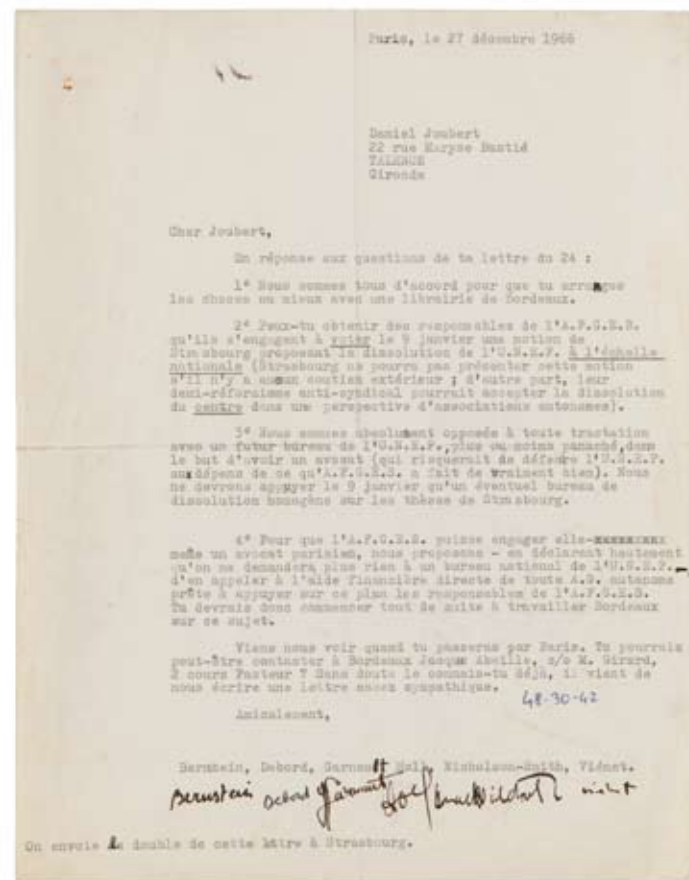 Paris, le 27 décembre 1966
Daniel Joubert
22 rue Maryse Bastié
TALENCE
Gironde
Cher Joubert,
En réponse aux questions de ta lettre du 24 :
1° Nous sommes tous d'accord pour que tu arranges
les choses au mieux avec une librairie de Bordeaux.
2° Peux-tu obtenir des responsables de l'A.F.G.E.B.
qu'ils s'engagent à voter le 9 janvier une motion de
Strasbourg proposant la dissolution de l'U.N.E.F. à l'échelle
nationale (Strasbourg ne pourra pas présenter cette motion
s'il n'y a aucun soutien extérieur ; d'autre part, leur
demi-réformisme anti-syndical pourrait accepter la dissolution
du centre dans une perspective d'associations autonomes).
3° Nous sommes absolument opposés à toute tractation
avec un futur bureau de l'U.N.E.F., plus ou moins panaché, dans
le but d'avoir un avocat (qui risquerait de défendre l'U.N.E.F.
aux dépens de ce qu'A.F.G.E.S. a fait de vraiment bien). Nous
ne devrons appuyer le 9 janvier qu'un éventuel bureau de
dissolution homogène sur les thèses de Strasbourg.
4° Pour que l'A.F.G.E.S. puisse engager elle-
même un avocat parisien, nous proposons - en déclarant hautement
qu'on ne demandera plus rien à un bureau national de l'U.N.E.F. -
d'en appeler à l'aide financière directe de toute A.G. autonome
prête à appuyer sur ce plan les responsables de l'A.F.G.E.S.
Tu devrais donc commencer tout de suite à travailler Bordeaux
sur ce sujet.
Viens nous voir quand tu passeras par Paris. Tu pourrais
peut-être contacter à Bordeaux Jacques Abeille, c/o M. Girard,
2 cours Pasteur ? Sans doute le connais-tu déjà, il vient de
nous écrire une lettre assez sympathique.
48-30-42
Amicalement,
Bernstein, Debord, Garnault, Holl, Nicholson-Smith, Viénet.
Bernstein Debord Garnault Holl viénet
On envoie le double de cette lettre à Strasbourg.